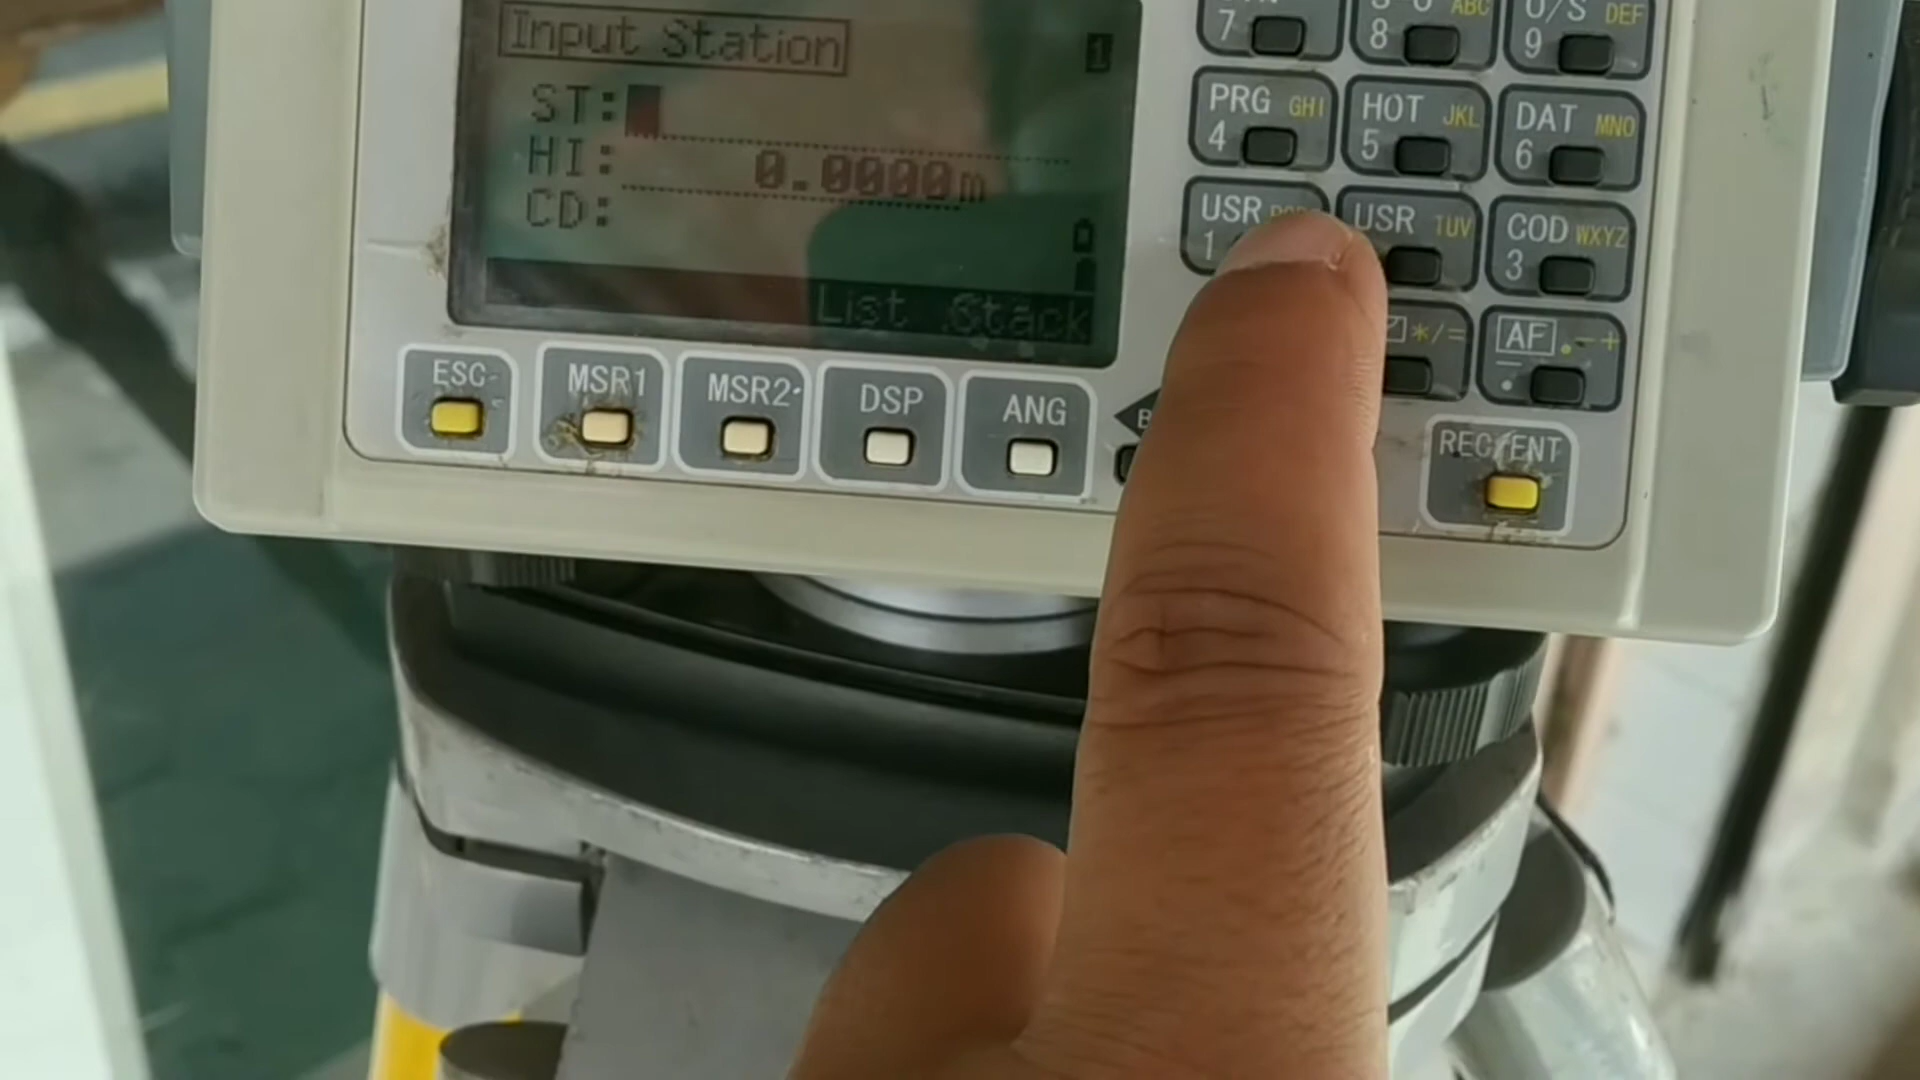 Input Station
1
ST:
HI: 0.0000m
CD:
List Stack
7
8 ABC
O/S DEF
9
PRG GHI
4
HOT JKL
5
DAT MNO
6
USR
1
USR TUV
COD WXYZ
3
*/=
AF .-+
ESC
MSR1
MSR2
DSP
ANG
REC/ENT